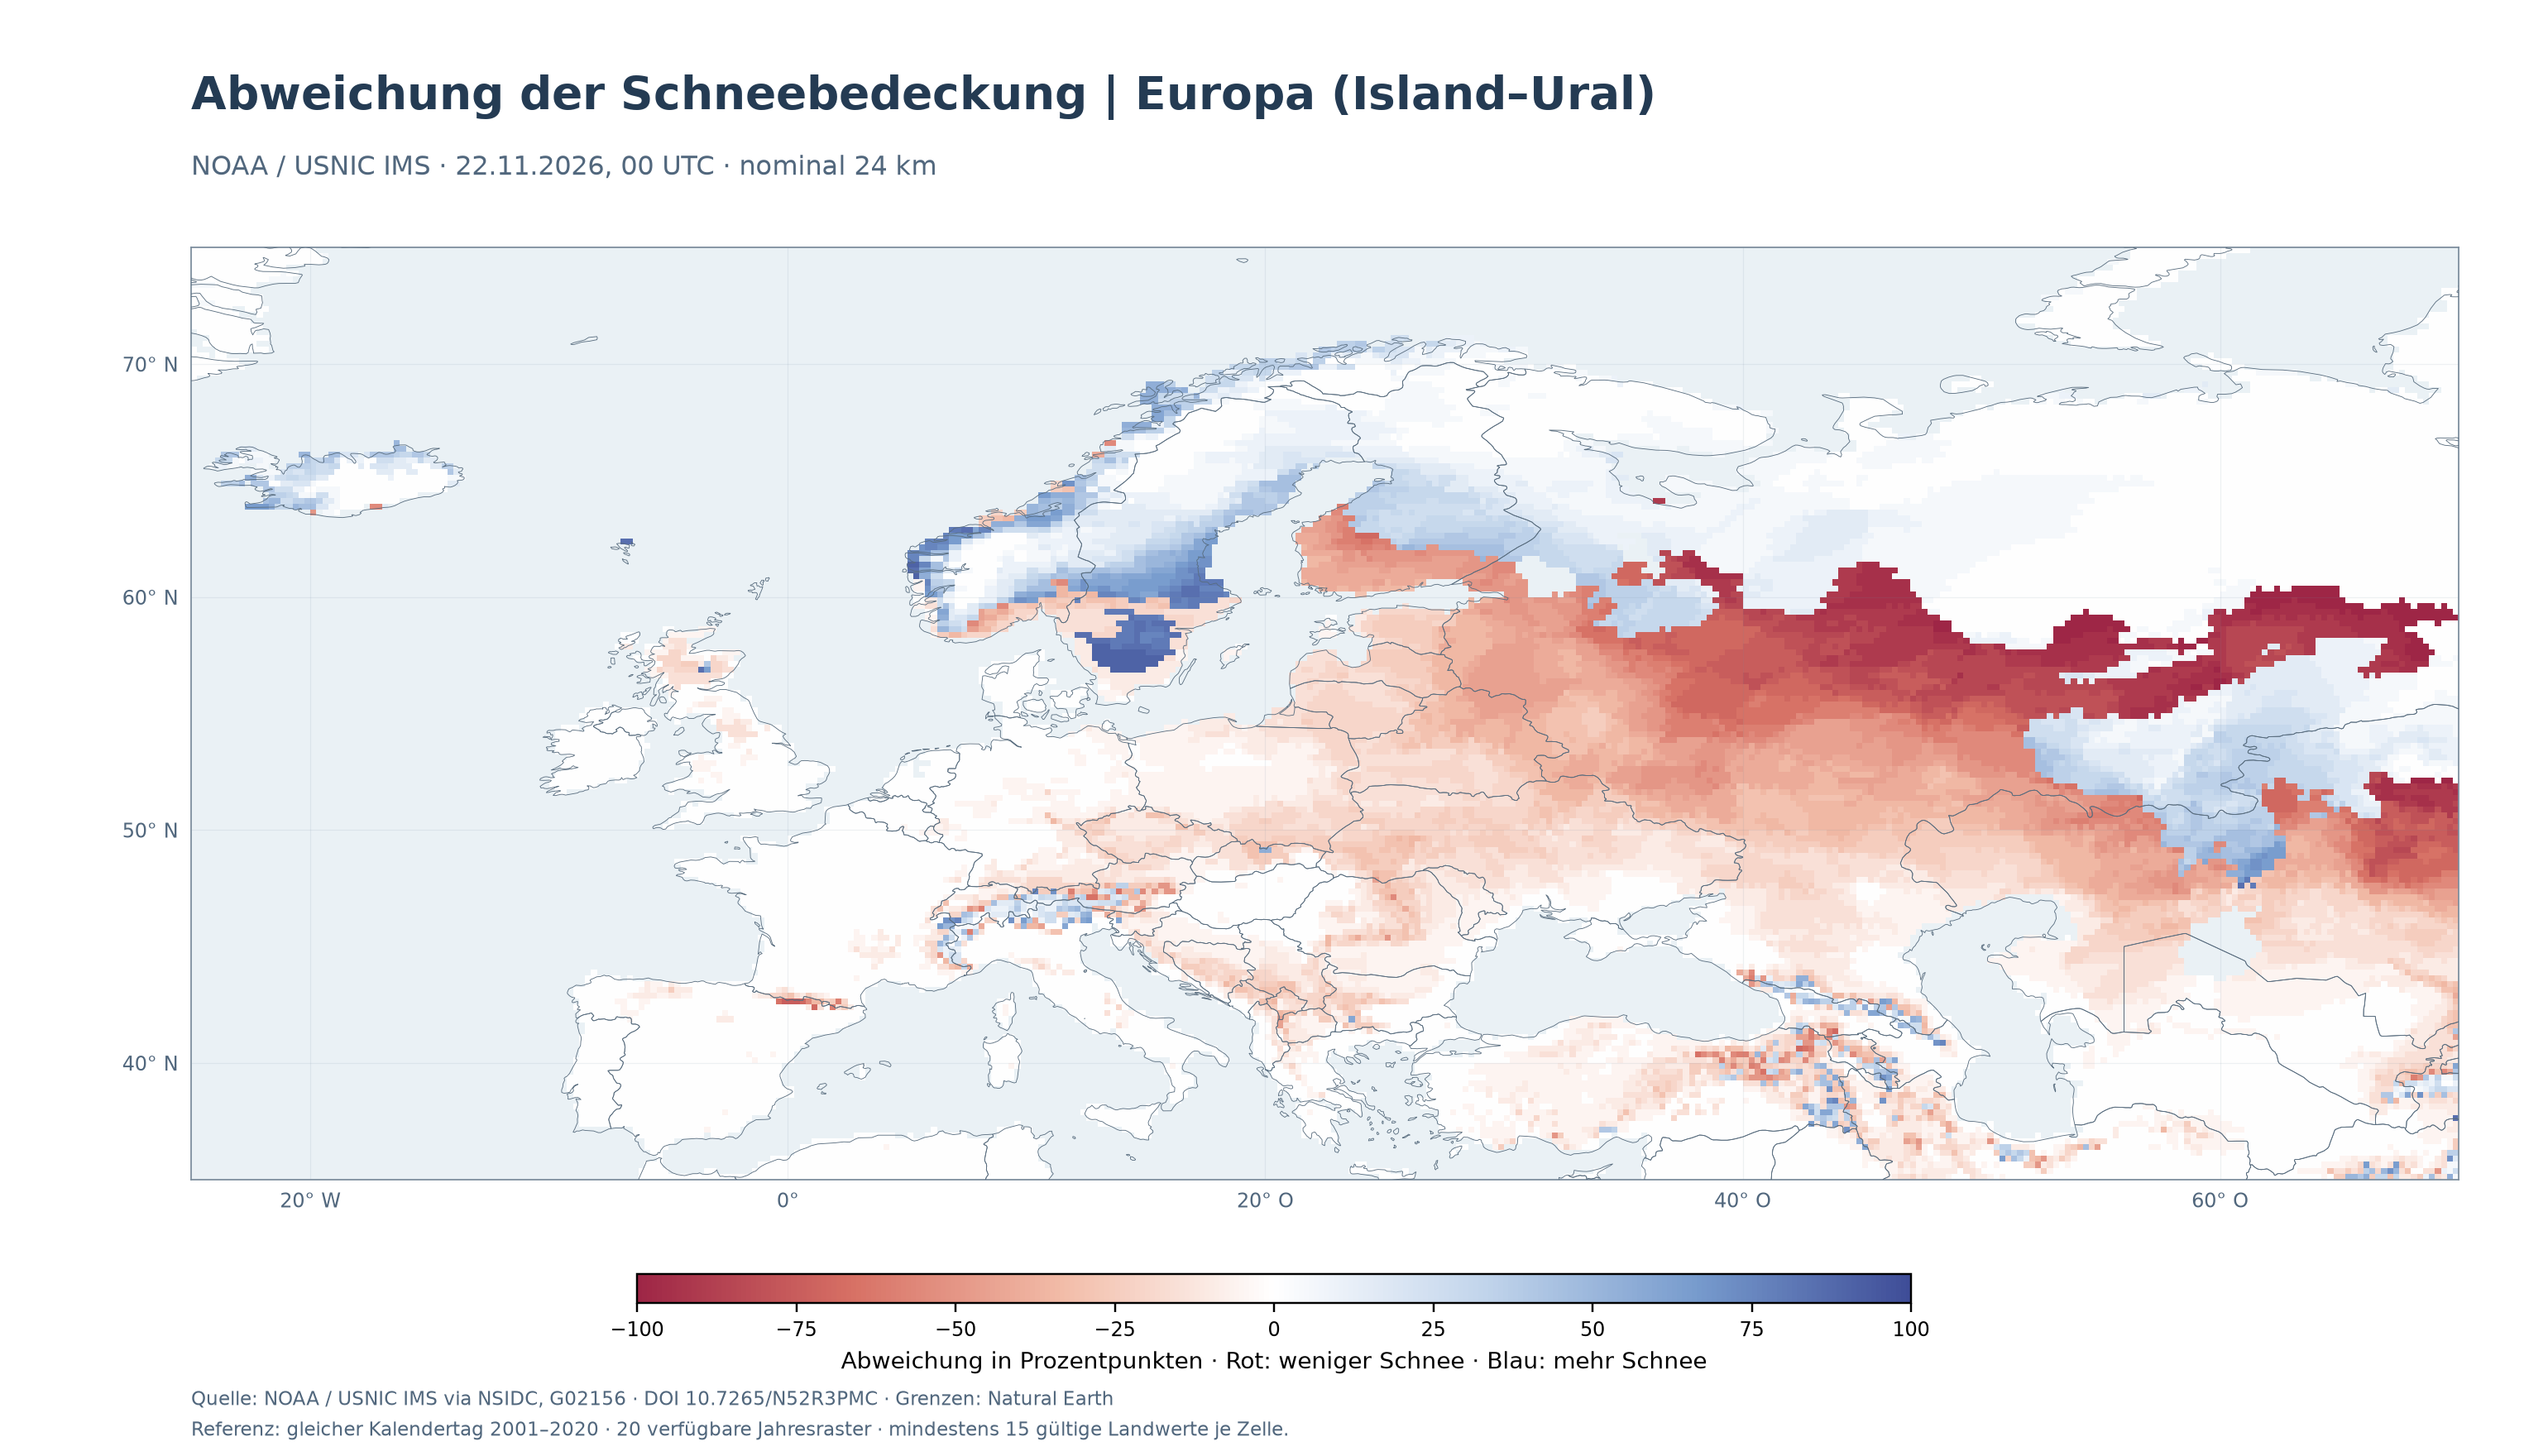 Abweichung der Schneebedeckung | Europa (Island–Ural)
NOAA / USNIC IMS · 22.11.2026, 00 UTC · nominal 24 km
70° N
60° N
50° N
40° N
20° W 0° 20° O 40° O 60° O
−100 −75 −50 −25 0 25 50 75 100
Abweichung in Prozentpunkten · Rot: weniger Schnee · Blau: mehr Schnee
Quelle: NOAA / USNIC IMS via NSIDC, G02156 · DOI 10.7265/N52R3PMC · Grenzen: Natural Earth
Referenz: gleicher Kalendertag 2001–2020 · 20 verfügbare Jahresraster · mindestens 15 gültige Landwerte je Zelle.